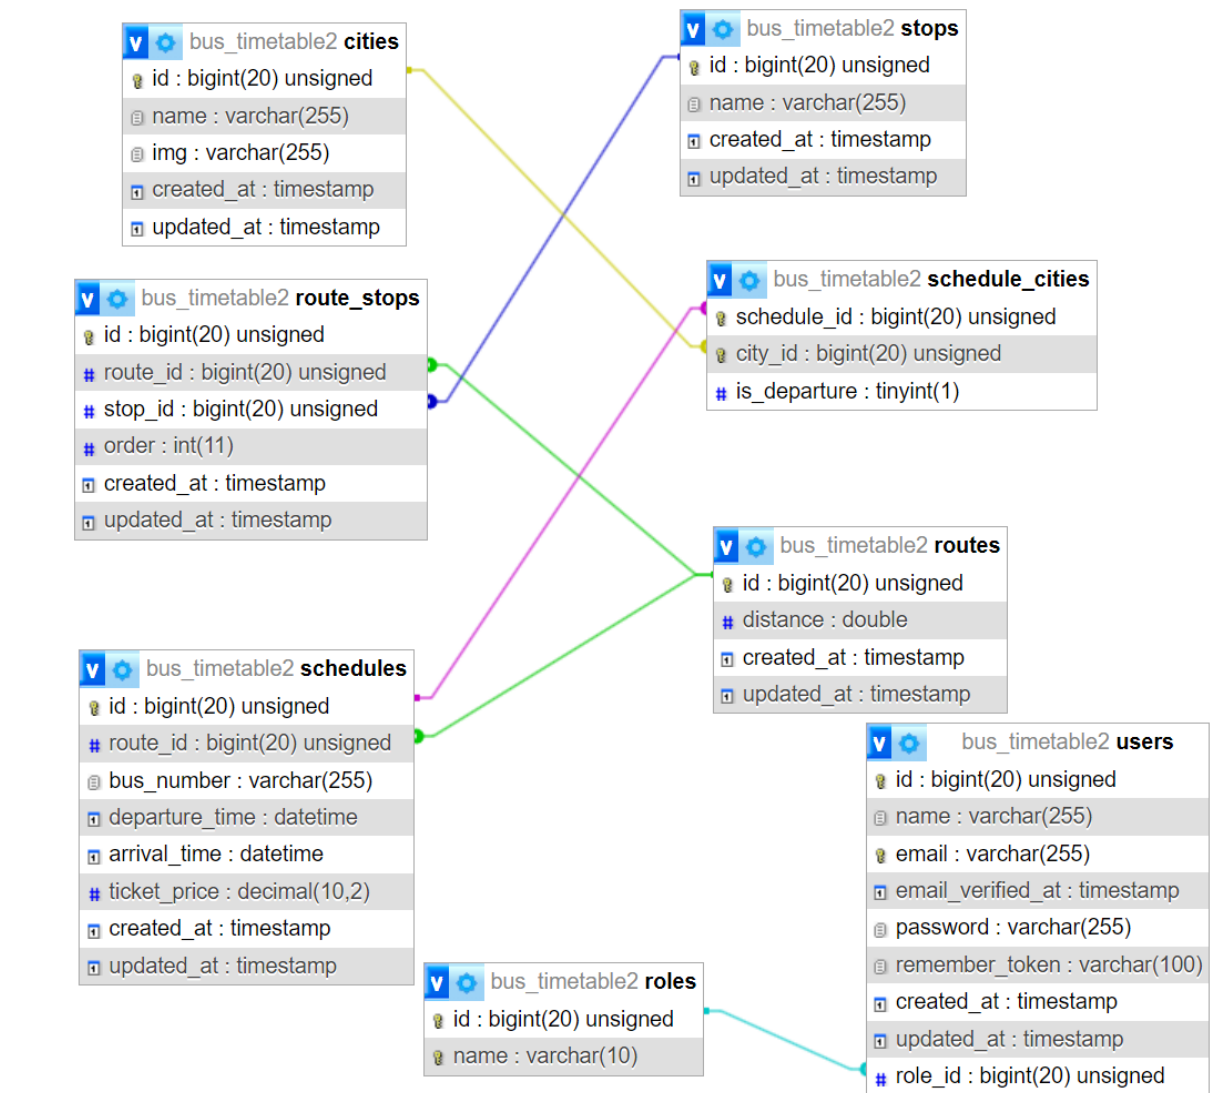 v bus_timetable2 cities
id : bigint(20) unsigned
name : varchar(255)
img : varchar(255)
created_at : timestamp
updated_at : timestamp
v bus_timetable2 stops
id : bigint(20) unsigned
name : varchar(255)
created_at : timestamp
updated_at : timestamp
v bus_timetable2 route_stops
id : bigint(20) unsigned
# route_id : bigint(20) unsigned
# stop_id : bigint(20) unsigned
# order : int(11)
created_at : timestamp
updated_at : timestamp
v bus_timetable2 schedule_cities
schedule_id : bigint(20) unsigned
city_id : bigint(20) unsigned
# is_departure : tinyint(1)
v bus_timetable2 routes
id : bigint(20) unsigned
# distance : double
created_at : timestamp
updated_at : timestamp
v bus_timetable2 schedules
id : bigint(20) unsigned
# route_id : bigint(20) unsigned
bus_number : varchar(255)
departure_time : datetime
arrival_time : datetime
# ticket_price : decimal(10,2)
created_at : timestamp
updated_at : timestamp
v bus_timetable2 users
id : bigint(20) unsigned
name : varchar(255)
email : varchar(255)
email_verified_at : timestamp
password : varchar(255)
remember_token : varchar(100)
created_at : timestamp
updated_at : timestamp
# role_id : bigint(20) unsigned
v bus_timetable2 roles
id : bigint(20) unsigned
name : varchar(10)